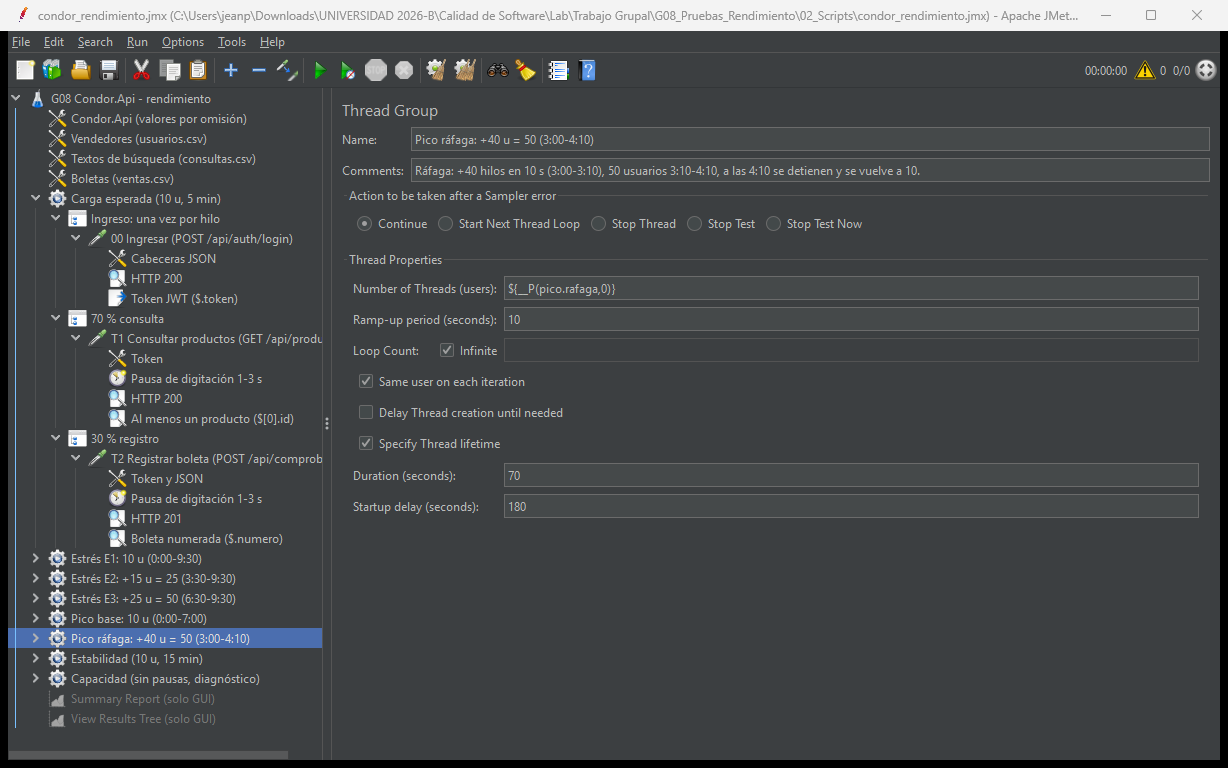 condor_rendimiento.jmx (C:\Users\jeanp\Downloads\UNIVERSIDAD 2026-B\Calidad de Software\Lab\Trabajo Grupal\G08_Pruebas_Rendimiento\02_Scripts\condor_rendimiento.jmx) - Apache JMet...
File Edit Search Run Options Tools Help
STOP
00:00:00 0 0/0
G08 Condor.Api - rendimiento
Condor.Api (valores por omisión)
Vendedores (usuarios.csv)
Textos de búsqueda (consultas.csv)
Boletas (ventas.csv)
Carga esperada (10 u, 5 min)
Ingreso: una vez por hilo
00 Ingresar (POST /api/auth/login)
Cabeceras JSON
HTTP 200
Token JWT ($.token)
70 % consulta
T1 Consultar productos (GET /api/produ
Token
Pausa de digitación 1-3 s
HTTP 200
Al menos un producto ($[0].id)
30 % registro
T2 Registrar boleta (POST /api/comprob
Token y JSON
Pausa de digitación 1-3 s
HTTP 201
Boleta numerada ($.numero)
Estrés E1: 10 u (0:00-9:30)
Estrés E2: +15 u = 25 (3:30-9:30)
Estrés E3: +25 u = 50 (6:30-9:30)
Pico base: 10 u (0:00-7:00)
Pico ráfaga: +40 u = 50 (3:00-4:10)
Estabilidad (10 u, 15 min)
Capacidad (sin pausas, diagnóstico)
Summary Report (solo GUI)
View Results Tree (solo GUI)
Thread Group
Name: Pico ráfaga: +40 u = 50 (3:00-4:10)
Comments: Ráfaga: +40 hilos en 10 s (3:00-3:10), 50 usuarios 3:10-4:10, a las 4:10 se detienen y se vuelve a 10.
Action to be taken after a Sampler error
Continue Start Next Thread Loop Stop Thread Stop Test Stop Test Now
Thread Properties
Number of Threads (users): ${__P(pico.rafaga,0)}
Ramp-up period (seconds): 10
Loop Count: Infinite
Same user on each iteration
Delay Thread creation until needed
Specify Thread lifetime
Duration (seconds): 70
Startup delay (seconds): 180